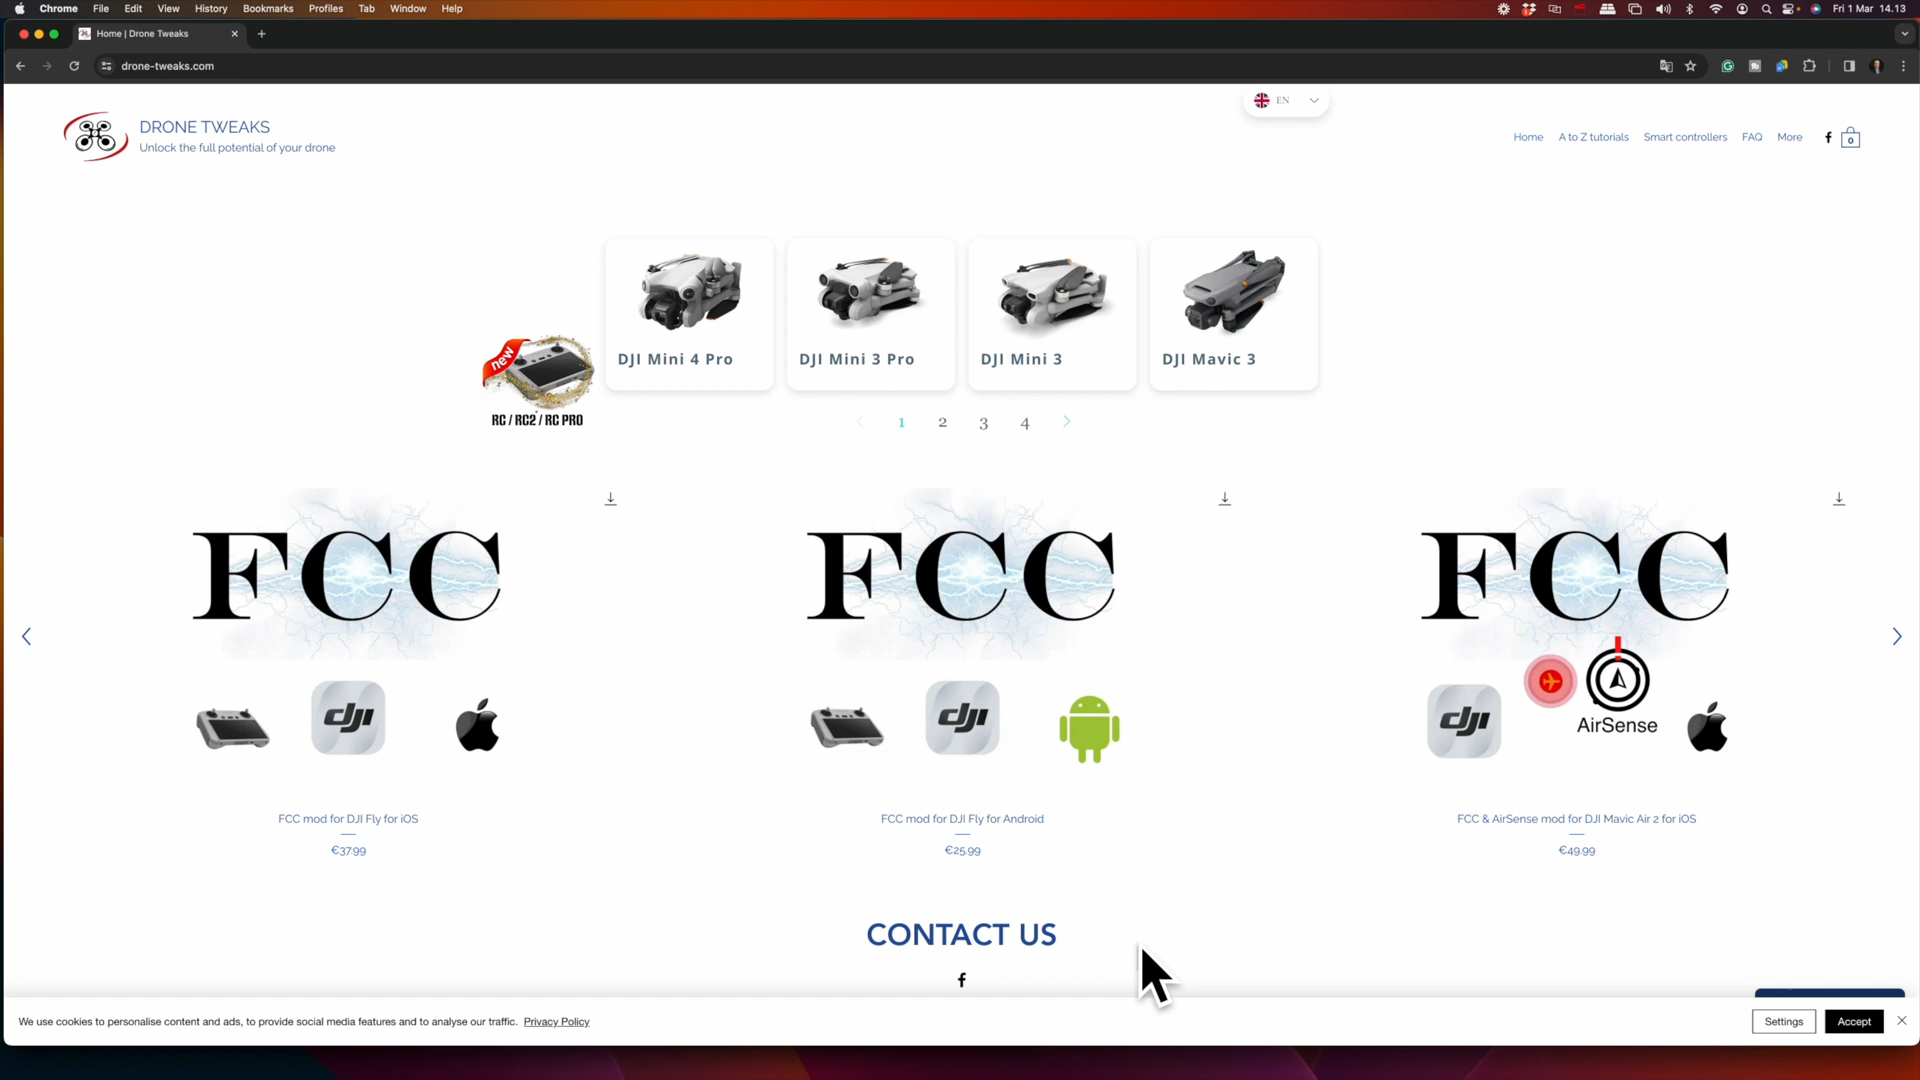 Chrome File Edit View History Bookmarks Profiles Tab Window Help
Fri 1 Mar 14.13
Home | Drone Tweaks
drone-tweaks.com
EN
DRONE TWEAKS
Unlock the full potential of your drone
Home A to Z tutorials Smart controllers FAQ More
0
new
RC / RC2 / RC PRO
DJI Mini 4 Pro
DJI Mini 3 Pro
DJI Mini 3
DJI Mavic 3
1 2 3 4
FCC
dji
FCC mod for DJI Fly for iOS
€37.99
FCC
dji
FCC mod for DJI Fly for Android
€25.99
FCC
dji
AirSense
FCC & AirSense mod for DJI Mavic Air 2 for iOS
€49.99
CONTACT US
We use cookies to personalise content and ads, to provide social media features and to analyse our traffic. Privacy Policy
Settings
Accept